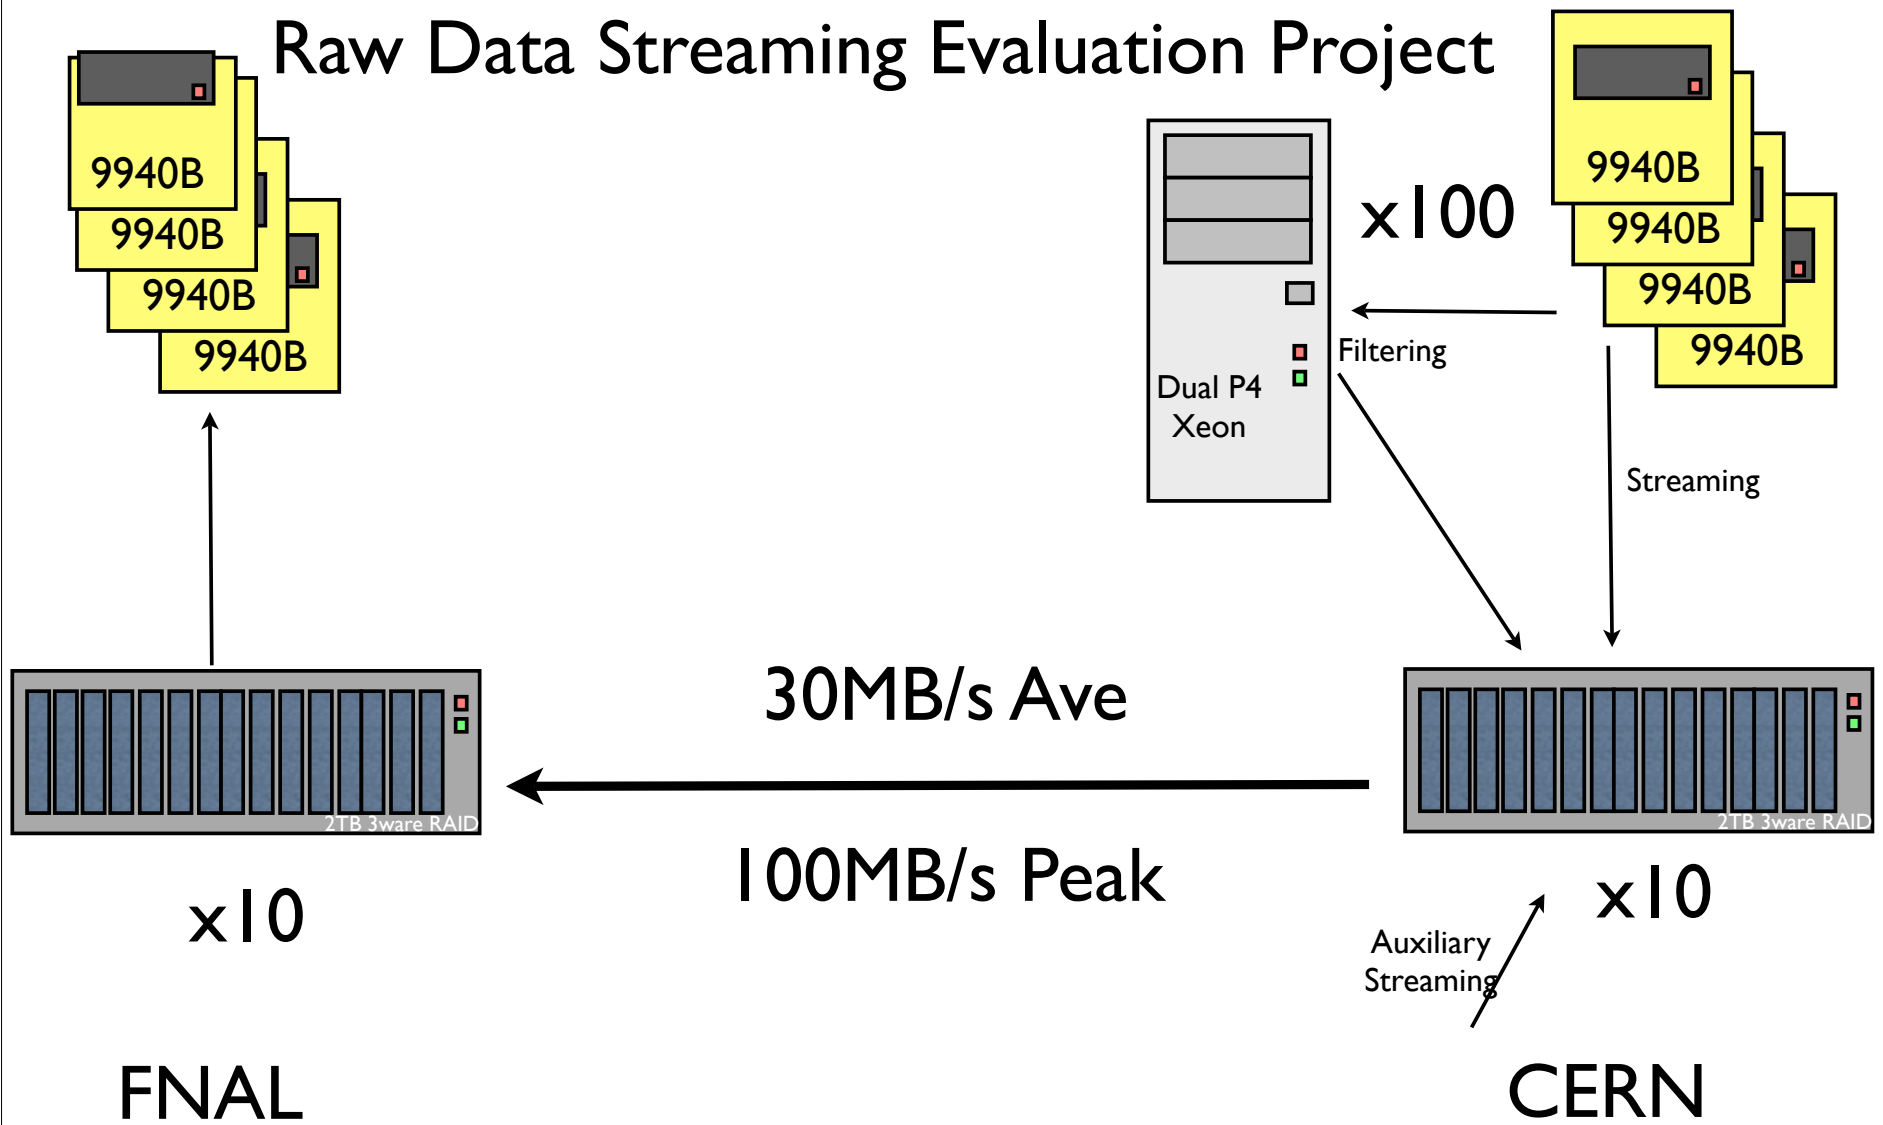 Raw Data Streaming Evaluation Project
9940B
9940B
9940B
9940B
x100
9940B
9940B
9940B
9940B
Filtering
Dual P4
Xeon
Streaming
30MB/s Ave
2TB 3ware RAID
2TB 3ware RAID
100MB/s Peak
x10
x10
Auxiliary
Streaming
FNAL
CERN